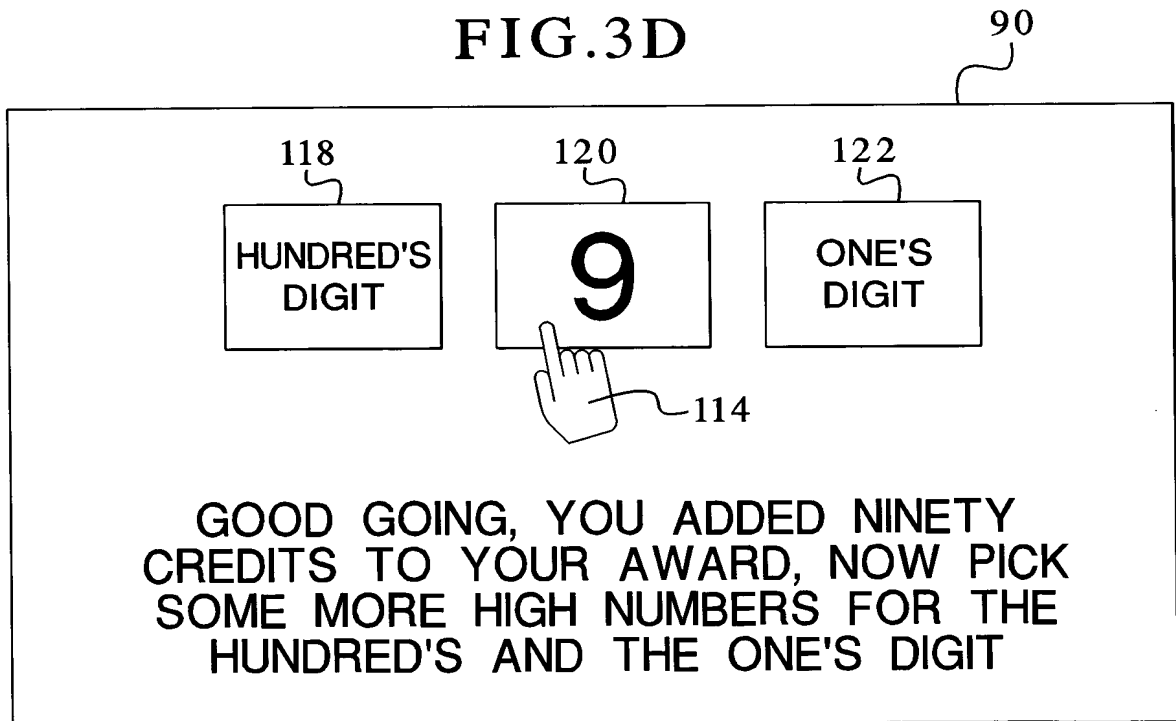 FIG.3D
90
118
120
122
HUNDRED'S
DIGIT
9
ONE'S
DIGIT
114
GOOD GOING, YOU ADDED NINETY
CREDITS TO YOUR AWARD, NOW PICK
SOME MORE HIGH NUMBERS FOR THE
HUNDRED'S AND THE ONE'S DIGIT